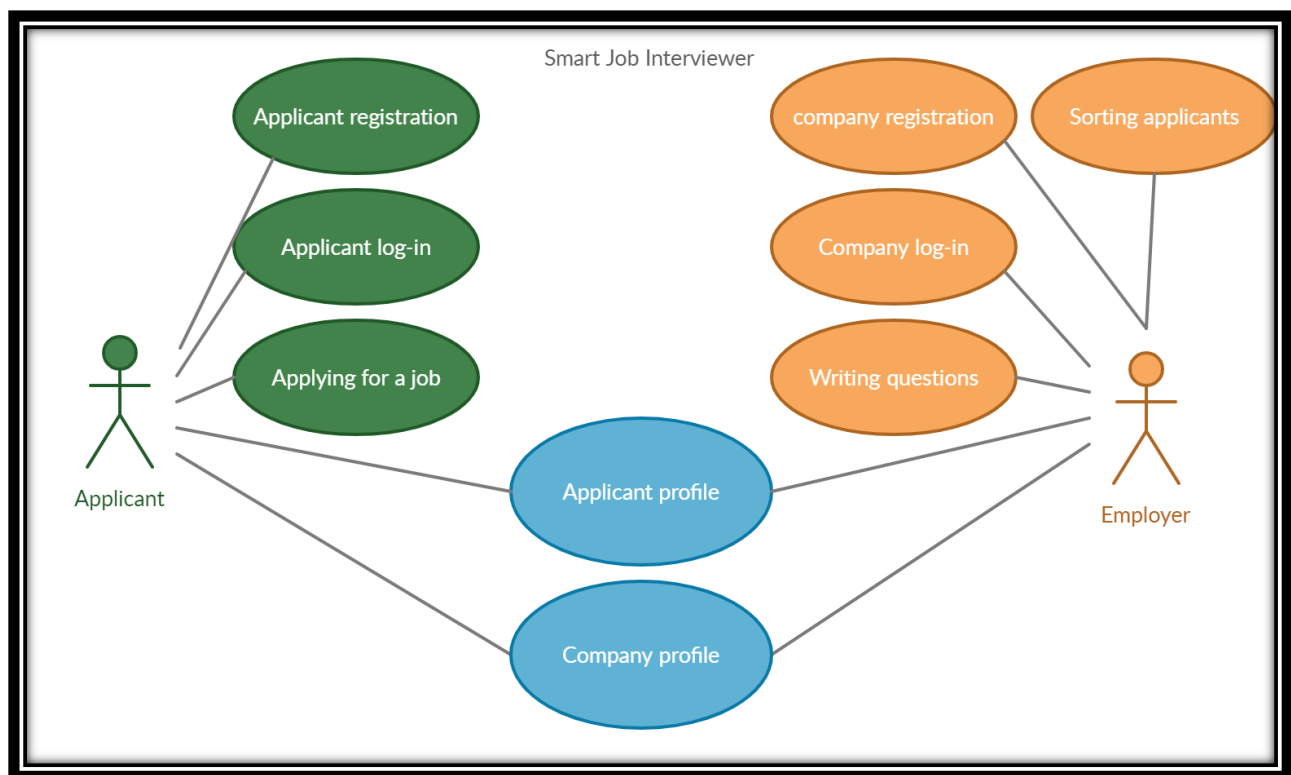 Smart Job Interviewer
Applicant registration
company registration
Sorting applicants
Applicant log-in
Company log-in
Applying for a job
Writing questions
Applicant profile
Applicant
Employer
Company profile